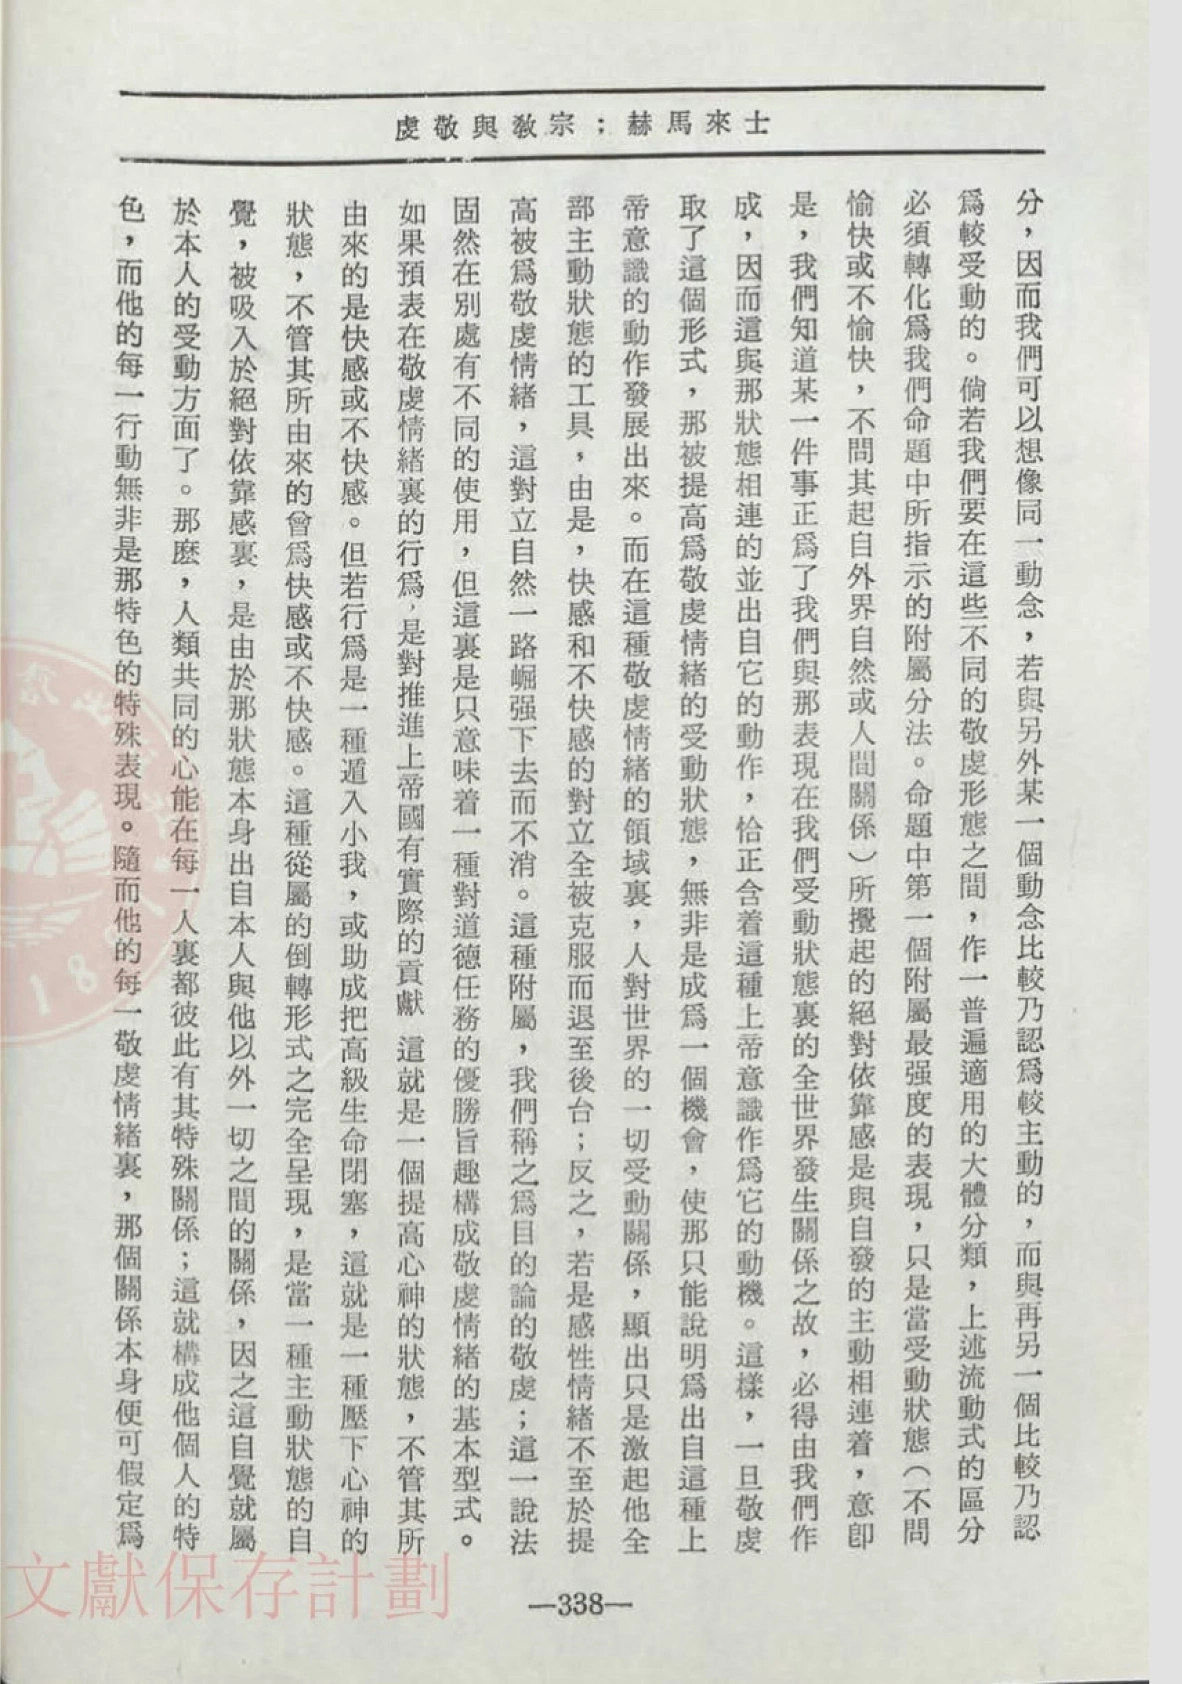 士來馬赫；宗敎與敬虔
分，因而我們可以想像同一動念，若與另外某一個動念比較乃認爲較主動的，而與再另一個比較乃認
爲較受動的。倘若我們要在這些不同的敬虔形態之間，作一普遍適用的大體分類，上述流動式的區分
必須轉化爲我們命題中所指示的附屬分法。命題中第一個附屬最强度的表現，只是當受動狀態（不問
愉快或不愉快，不問其起自外界自然或人間關係）所攪起的絕對依靠感是與自發的主動相連着，意卽
是，我們知道某一件事正爲了我們與那表現在我們受動狀態裏的全世界發生關係之故，必得由我們作
成，因而這與那狀態相連的並出自它的動作，恰正含着這種上帝意識作爲它的動機。這樣，一旦敬虔
取了這個形式，那被提高爲敬虔情緒的受動狀態，無非是成爲一個機會，使那只能說明爲出自這種上
帝意識的動作發展出來。而在這種敬虔情緒的領域裏，人對世界的一切受動關係，顯出只是激起他全
部主動狀態的工具，由是，快感和不快感的對立全被克服而退至後台；反之，若是感性情緒不至於提
高被爲敬虔情緒，這對立自然一路崛强下去而不消。這種附屬，我們稱之爲目的論的敬虔；這一說法
固然在別處有不同的使用，但這裏是只意味着一種對道德任務的優勝旨趣構成敬虔情緒的基本型式。
如果預表在敬虔情緒裏的行爲，是對推進上帝國有實際的貢獻 這就是一個提高心神的狀態，不管其所
由來的是快感或不快感。但若行爲是一種遁入小我，或助成把高級生命閉塞，這就是一種壓下心神的
狀態，不管其所由來的曾爲快感或不快感。這種從屬的倒轉形式之完全呈現，是當一種主動狀態的自
覺，被吸入於絕對依靠感裏，是由於那狀態本身出自本人與他以外一切之間的關係，因之這自覺就屬
於本人的受動方面了。那麽，人類共同的心能在每一人裏都彼此有其特殊關係；這就構成他個人的特
色，而他的每一行動無非是那特色的特殊表現。隨而他的每一敬虔情緒裏，那個關係本身便可假定爲
—338—
文獻保存計劃